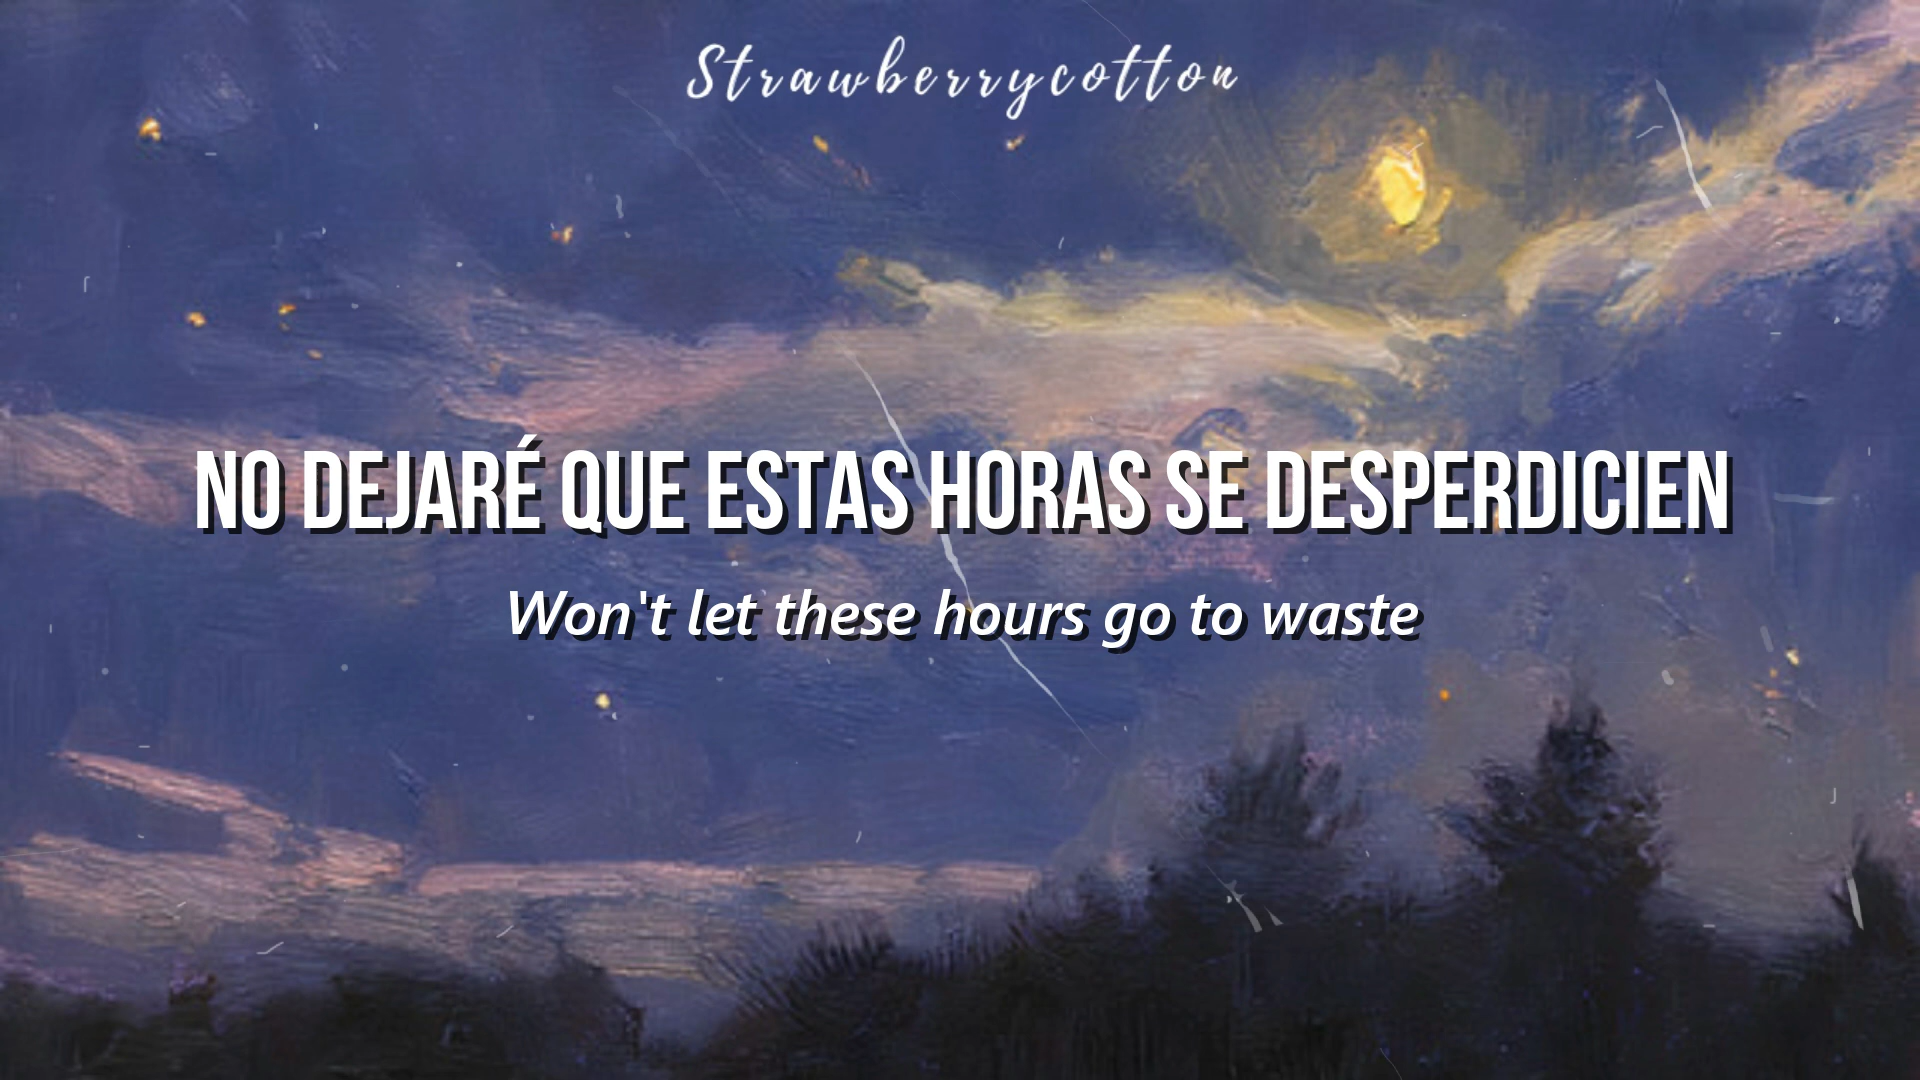 Strawberrycotton
NO DEJARÉ QUE ESTAS HORAS SE DESPERDICIEN
Won't let these hours go to waste